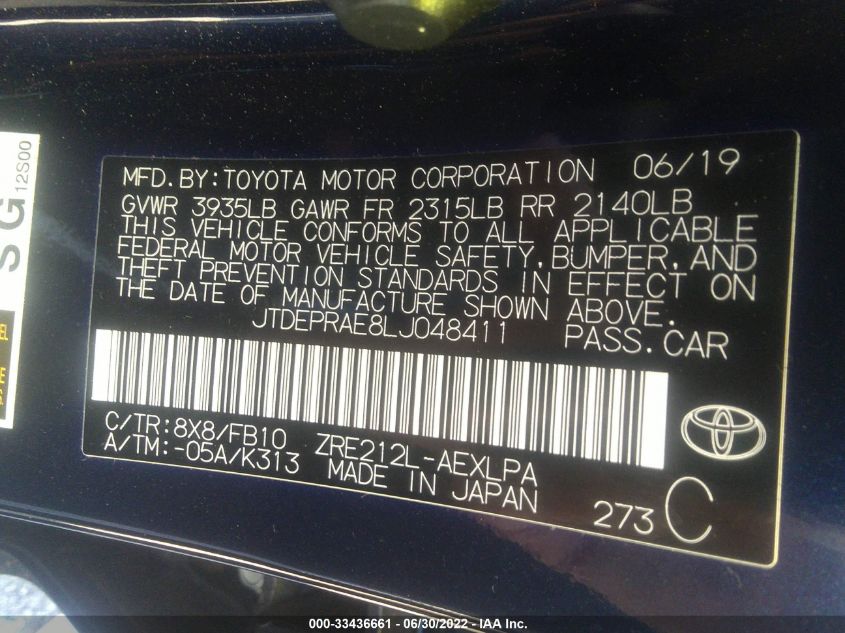 MFD.BY:TOYOTA MOTOR CORPORATION 06/19
GVWR 3935LB GAWR FR 2315LB RR 2140LB
THIS VEHICLE CONFORMS TO ALL APPLICABLE
FEDERAL MOTOR VEHICLE SAFETY,BUMPER,AND
THEFT PREVENTION STANDARDS IN EFFECT ON
THE DATE OF MANUFACTURE SHOWN ABOVE.
JTDEPRAE8LJ048411 PASS.CAR
C/TR:8X8/FB10 ZRE212L-AEXLPA
A/TM:-05A/K313 MADE IN JAPAN
273 C
SG
12S00
000-33436661 - 06/30/2022 - IAA Inc.